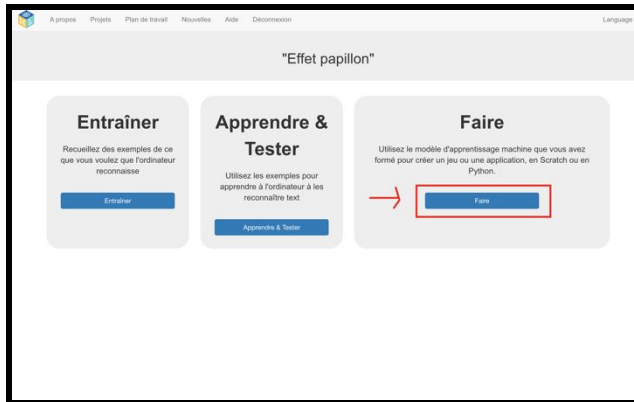 A propos Projets Plan de travail Nouvelles Aide Déconnexion Language
"Effet papillon"
Entraîner
Recueillez des exemples de ce
que vous voulez que l'ordinateur
reconnaisse
Entraîner
Apprendre &
Tester
Utilisez les exemples pour
apprendre à l'ordinateur à les
reconnaître text
Apprendre & Tester
Faire
Utilisez le modèle d'apprentissage machine que vous avez
formé pour créer un jeu ou une application, en Scratch ou en
Python.
Faire